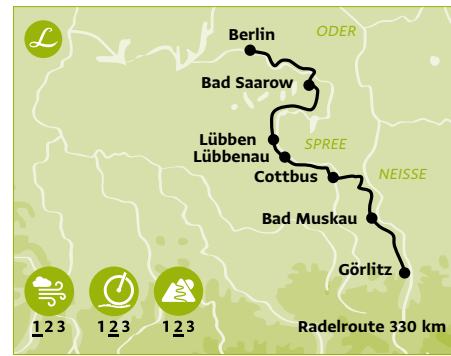 ODER
Berlin
L
Bad Saarow
Lübben
SPREE
Lübbenau
Cottbus
NEISSE
Bad Muskau
Görlitz
1 2 3
1 2 3
1 2 3
Radelroute 330 km